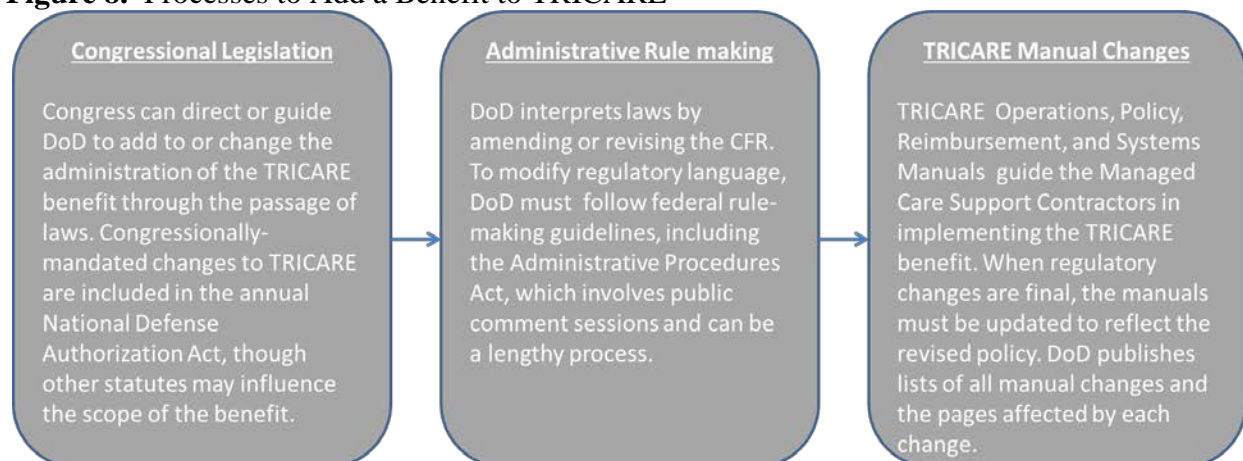 Figure 8. Processes to Add a Benefit to TRICARE
Congressional Legislation
Congress can direct or guide
DoD to add to or change the
administration of the TRICARE
benefit through the passage of
laws. Congressionally-
mandated changes to TRICARE
are included in the annual
National Defense
Authorization Act, though
other statutes may influence
the scope of the benefit.
Administrative Rule making
DoD interprets laws by
amending or revising the CFR.
To modify regulatory language,
DoD must follow federal rule-
making guidelines, including
the Administrative Procedures
Act, which involves public
comment sessions and can be
a lengthy process.
TRICARE Manual Changes
TRICARE Operations, Policy,
Reimbursement, and Systems
Manuals guide the Managed
Care Support Contractors in
implementing the TRICARE
benefit. When regulatory
changes are final, the manuals
must be updated to reflect the
revised policy. DoD publishes
lists of all manual changes and
the pages affected by each
change.